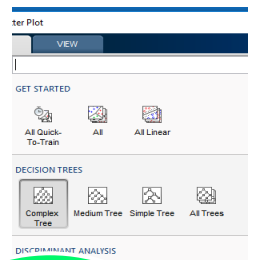 ter Plot
VIEW
GET STARTED
All Quick-
To-Train
All
All Linear
DECISION TREES
Complex
Tree
Medium Tree
Simple Tree
All Trees
DISCRIMINANT ANALYSIS